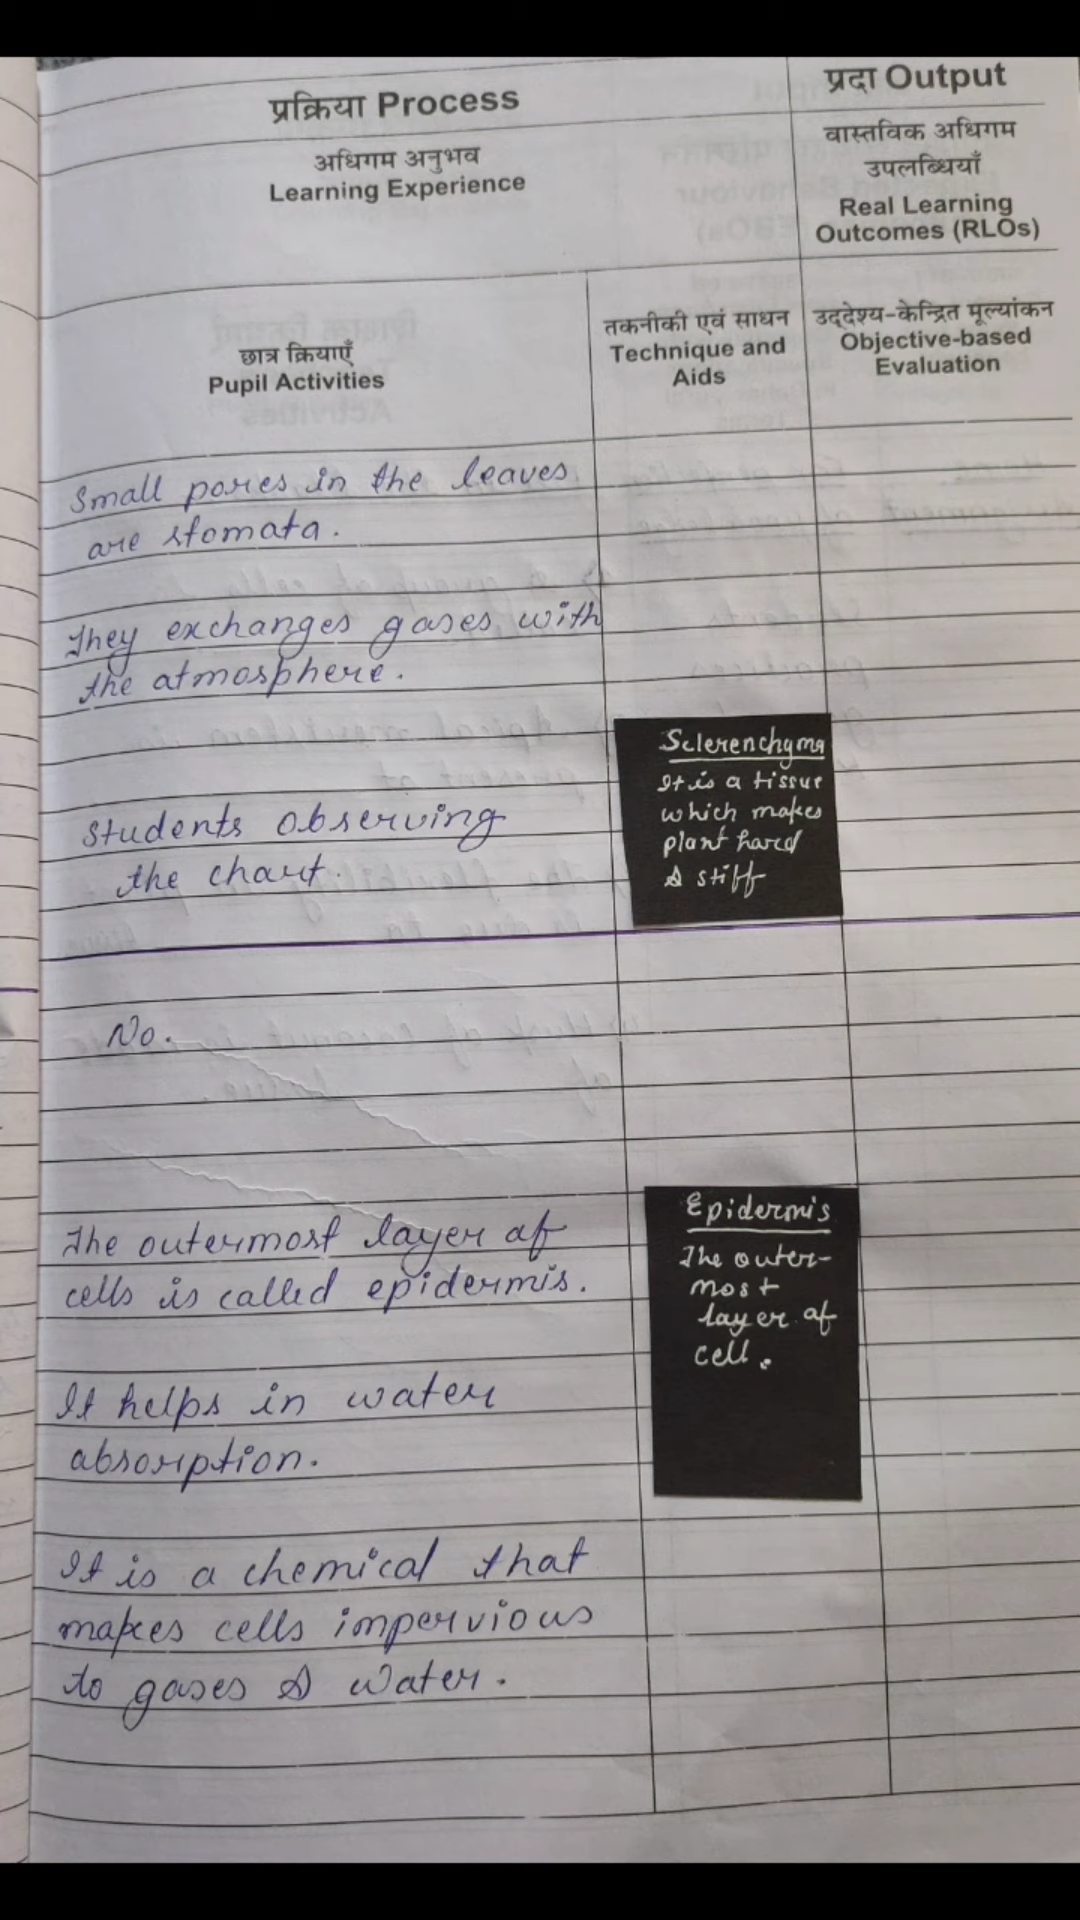 प्रक्रिया Process
प्रदा Output
अधिगम अनुभव
Learning Experience
वास्तविक अधिगम
उपलब्धियाँ
Real Learning
Outcomes (RLOs)
छात्र क्रियाएँ
Pupil Activities
तकनीकी एवं साधन
Technique and
Aids
उद्देश्य-केन्द्रित मूल्यांकन
Objective-based
Evaluation
Small pores in the leaves
are stomata.
They exchanges gases with
the atmosphere.
Students observing
the chart.
Sclerenchyma
It is a tissue
which makes
plant hard
& stiff
No.
The outermost layer of
cells is called epidermis.
Epidermis
The outer-
most
layer of
cell.
It helps in water
absorption.
It is a chemical that
makes cells impervious
to gases & water.